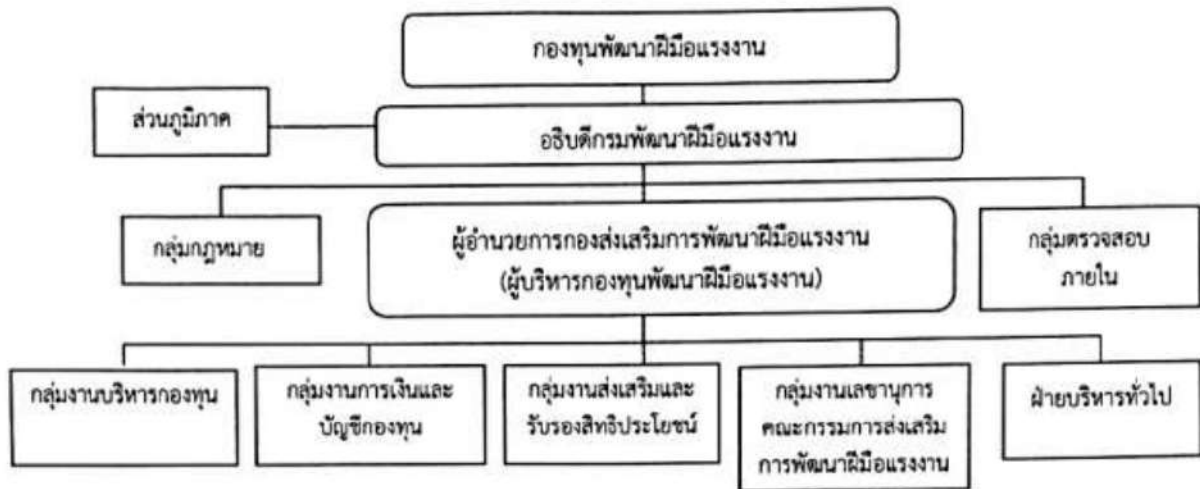 กองทุนพัฒนาฝีมือแรงงาน
ส่วนภูมิภาค
อธิบดีกรมพัฒนาฝีมือแรงงาน
กลุ่มกฎหมาย
ผู้อำนวยการกองส่งเสริมการพัฒนาฝีมือแรงงาน
(ผู้บริหารกองทุนพัฒนาฝีมือแรงงาน)
กลุ่มตรวจสอบ
ภายใน
กลุ่มงานบริหารกองทุน
กลุ่มงานการเงินและ
บัญชีกองทุน
กลุ่มงานส่งเสริมและ
รับรองสิทธิประโยชน์
กลุ่มงานเลขานุการ
คณะกรรมการส่งเสริม
การพัฒนาฝีมือแรงงาน
ฝ่ายบริหารทั่วไป